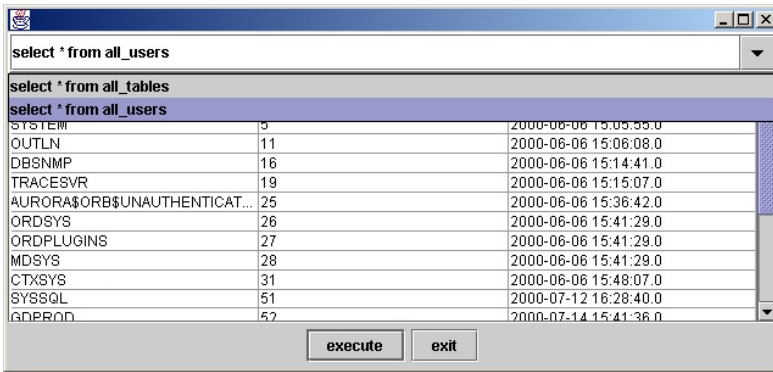 select * from all_users
select * from all_tables
select * from all_users
SYSTEM 5 2000-06-06 15:05:55.0
OUTLN 11 2000-06-06 15:06:08.0
DBSNMP 16 2000-06-06 15:14:41.0
TRACESVR 19 2000-06-06 15:15:07.0
AURORA$ORB$UNAUTHENTICAT... 25 2000-06-06 15:36:42.0
ORDSYS 26 2000-06-06 15:41:29.0
ORDPLUGINS 27 2000-06-06 15:41:29.0
MDSYS 28 2000-06-06 15:41:29.0
CTXSYS 31 2000-06-06 15:48:07.0
SYSSQL 51 2000-07-12 16:28:40.0
GDPROD 52 2000-07-14 15:41:36.0
execute exit